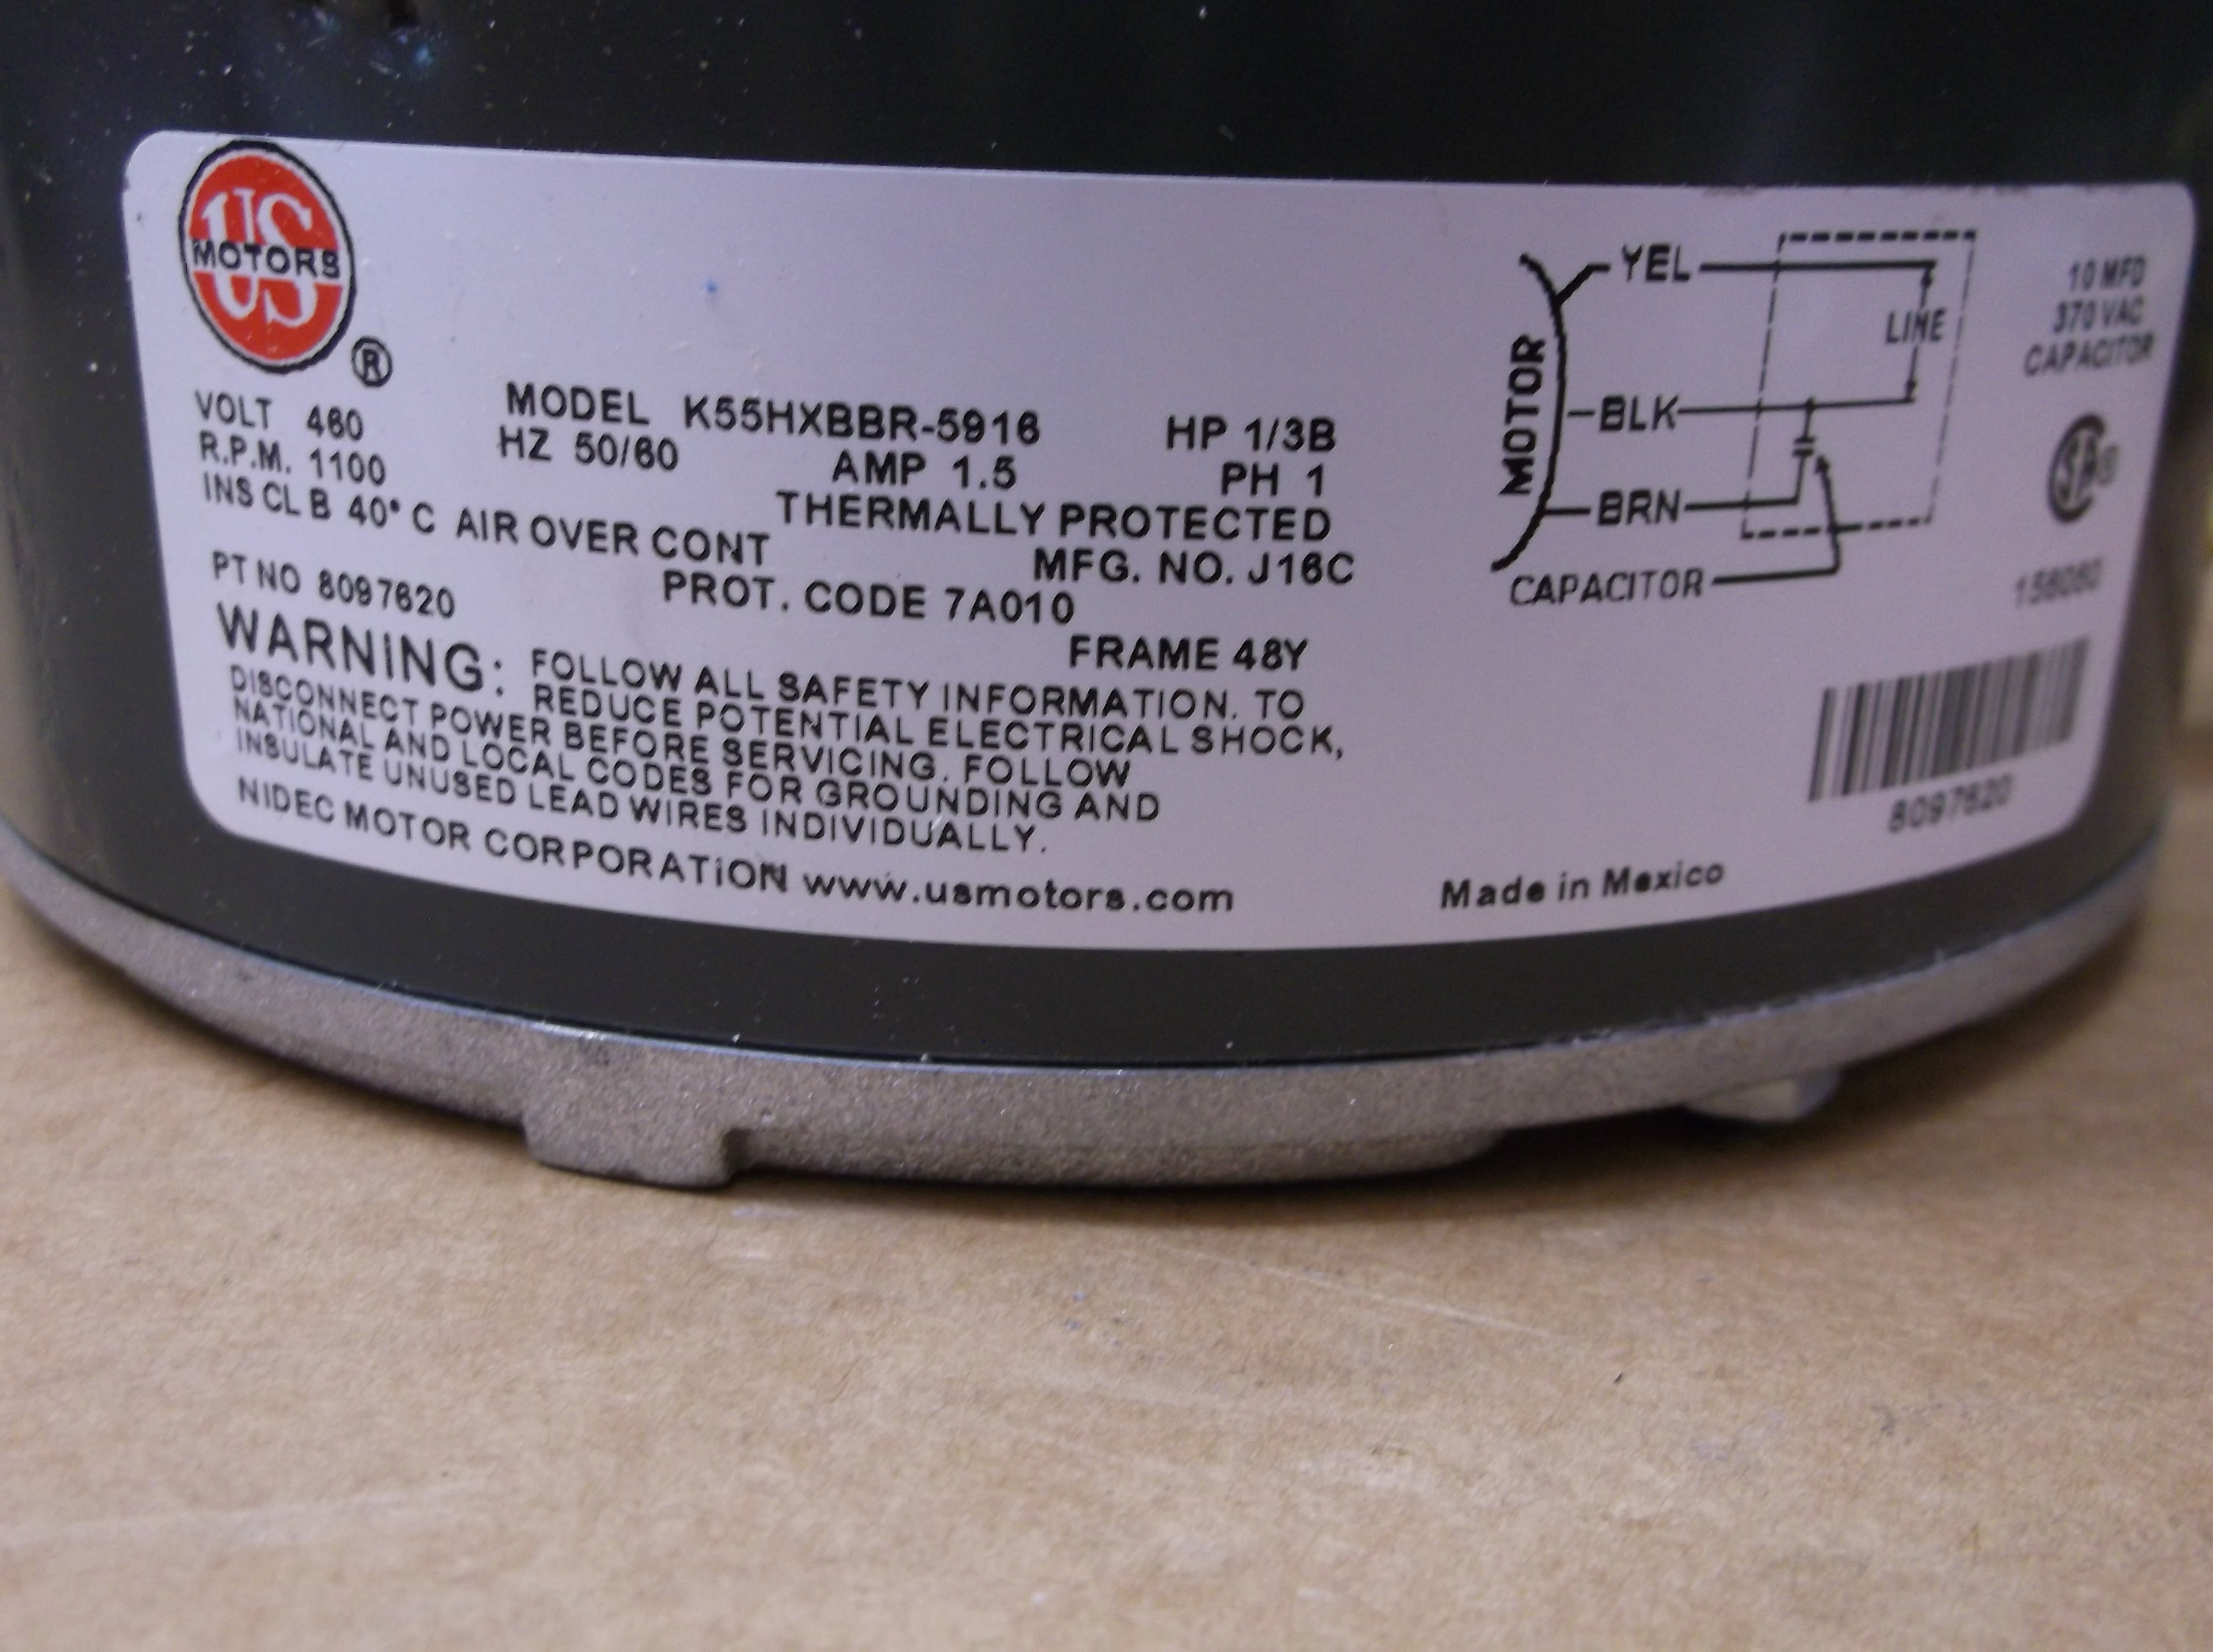 US
MOTORS
®
VOLT 460
MODEL K55HXBBR-5916
HP 1/3B
R.P.M. 1100
HZ 50/60
AMP 1.5
PH 1
INS CL B 40° C AIR OVER CONT
THERMALLY PROTECTED
PT NO 8097620
PROT. CODE 7A010
MFG. NO. J16C
FRAME 48Y
WARNING: FOLLOW ALL SAFETY INFORMATION. TO
REDUCE POTENTIAL ELECTRICAL SHOCK,
DISCONNECT POWER BEFORE SERVICING. FOLLOW
NATIONAL AND LOCAL CODES FOR GROUNDING AND
INSULATE UNUSED LEAD WIRES INDIVIDUALLY.
NIDEC MOTOR CORPORATION www.usmotors.com
MOTOR
YEL
LINE
BLK
BRN
CAPACITOR
10 MFD
370 VAC
CAPACITOR
SA®
8097620
Made in Mexico